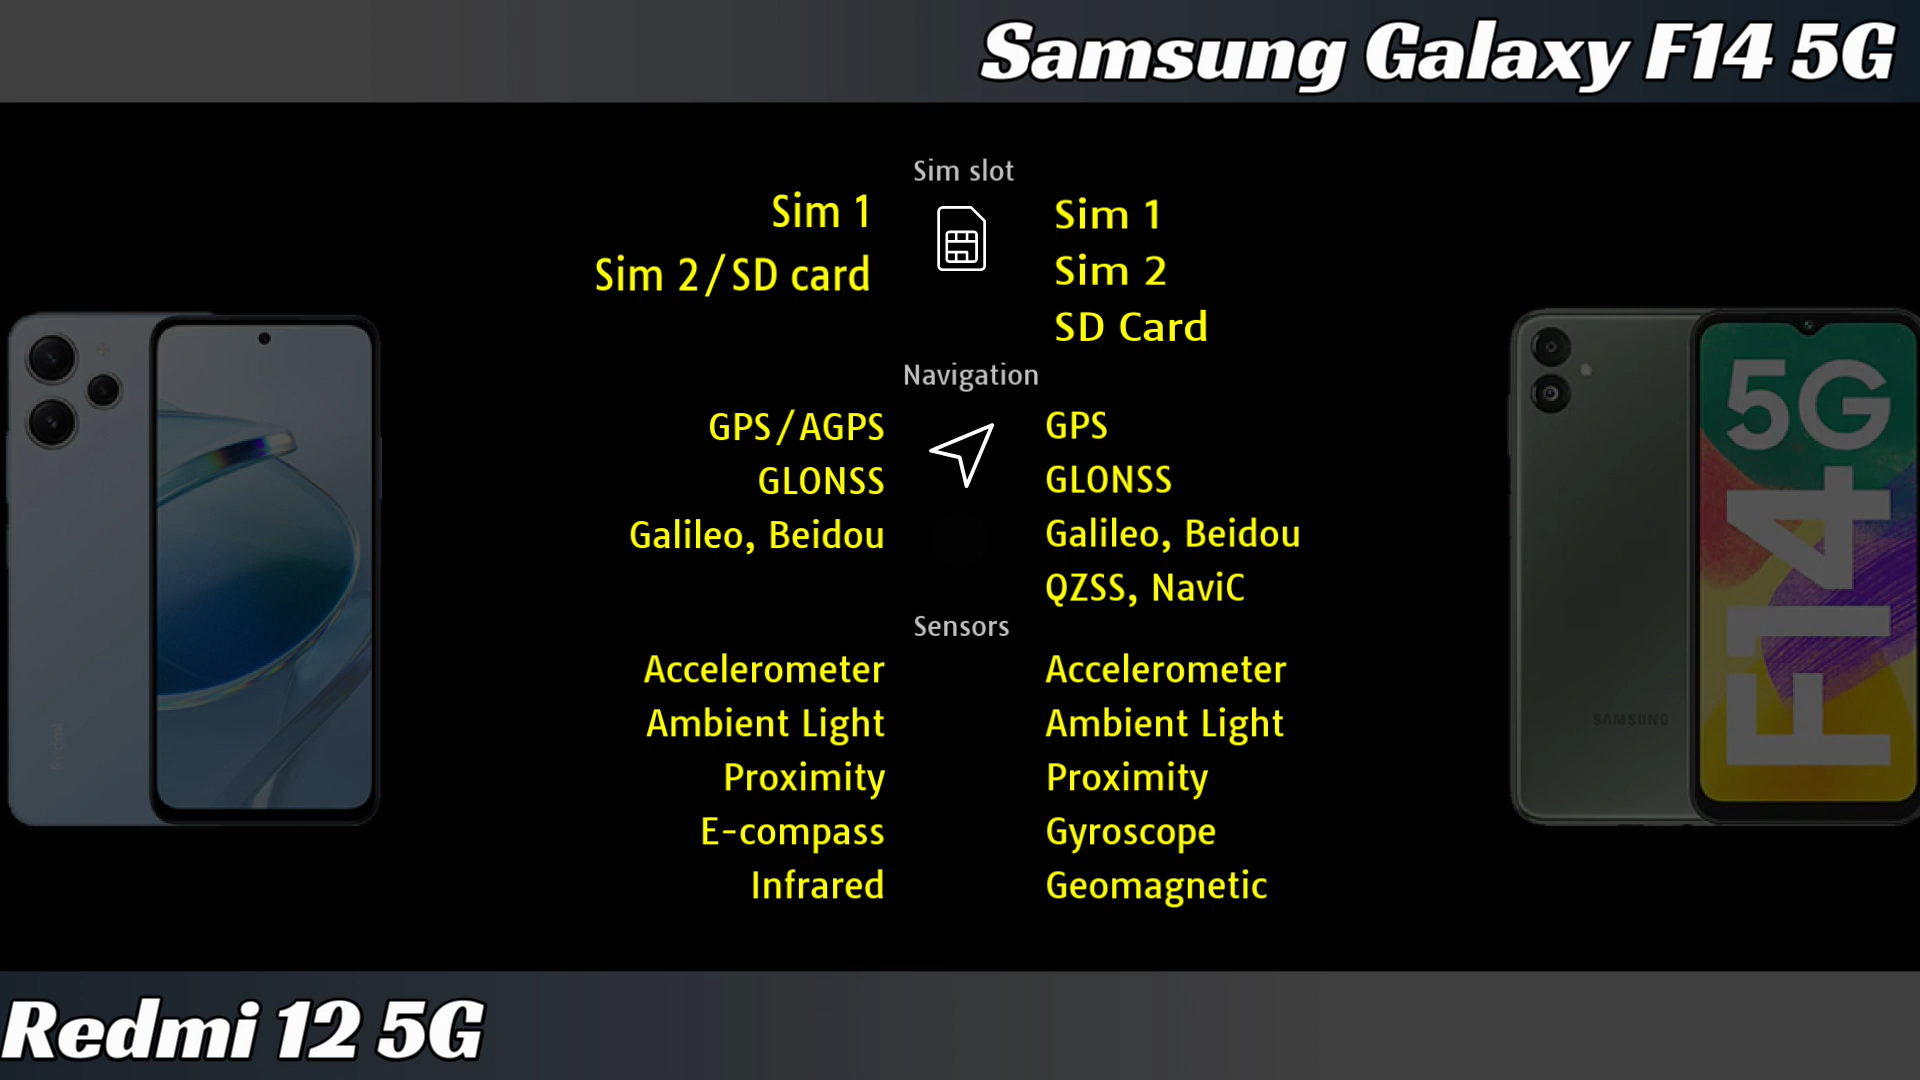 Samsung Galaxy F14 5G
Sim slot
Sim 1
Sim 2/SD card
Sim 1
Sim 2
SD Card
Navigation
GPS/AGPS
GLONSS
Galileo, Beidou
GPS
GLONSS
Galileo, Beidou
QZSS, NaviC
Sensors
Accelerometer
Ambient Light
Proximity
E-compass
Infrared
Accelerometer
Ambient Light
Proximity
Gyroscope
Geomagnetic
Redmi
SAMSUNG
5G
F14
Redmi 12 5G